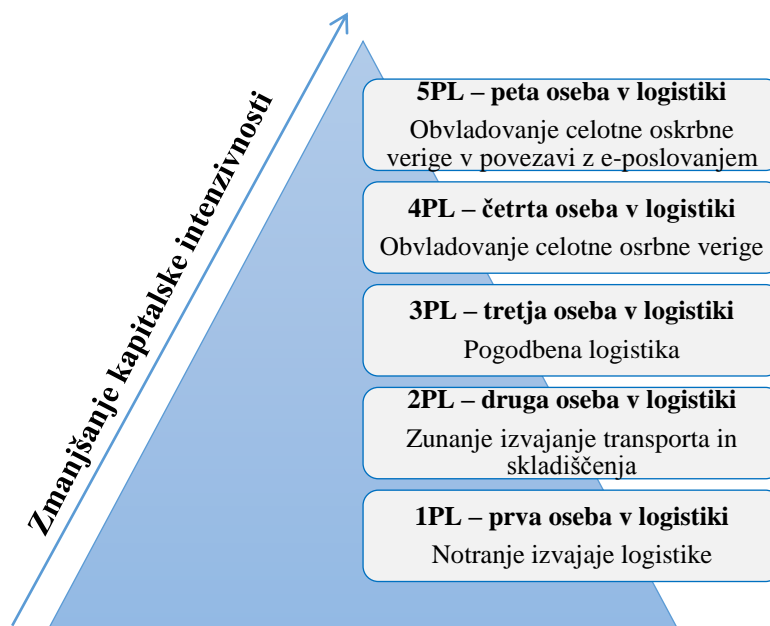 Zmanjšanje kapitalske intenzivnosti
5PL – peta oseba v logistiki
Obvladovanje celotne oskrbne
verige v povezavi z e-poslovanjem
4PL – četrta oseba v logistiki
Obvladovanje celotne osrbne verige
3PL – tretja oseba v logistiki
Pogodbena logistika
2PL – druga oseba v logistiki
Zunanje izvajanje transporta in
skladiščenja
1PL – prva oseba v logistiki
Notranje izvajaje logistike